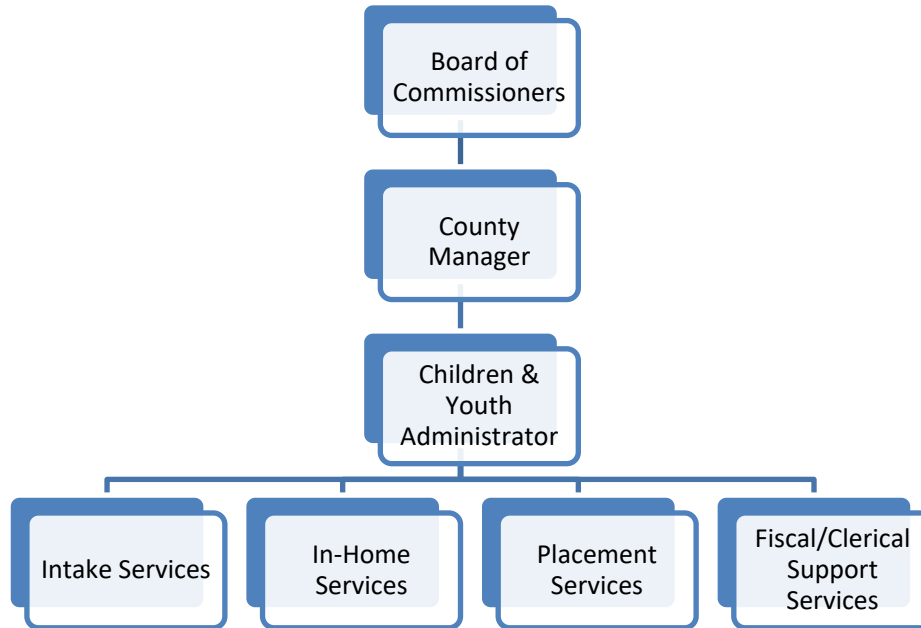 Board of
Commissioners
County
Manager
Children &
Youth
Administrator
Intake Services
In-Home
Services
Placement
Services
Fiscal/Clerical
Support
Services